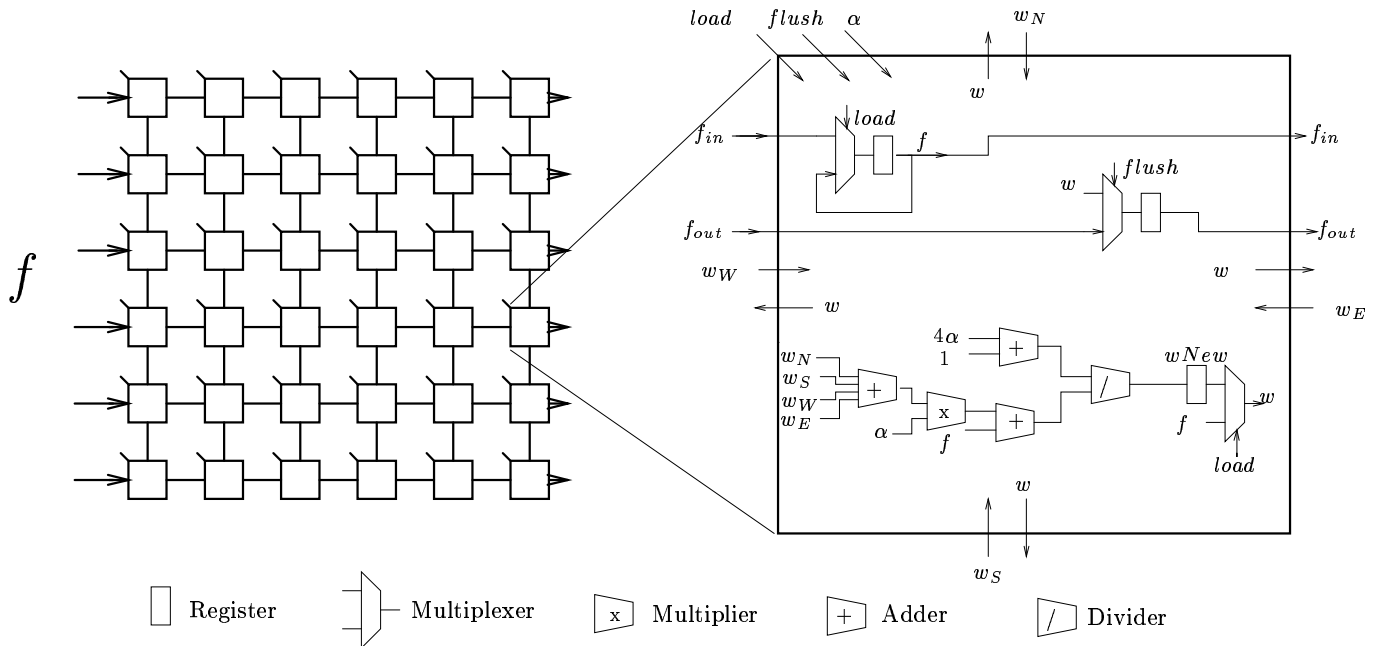 load flush α w_N
w
load
f_in f f_in
flush
w
f_out f_out
w_W w
w w_E
4α
1
wNew
w_N
w_S
w_W
w_E
+ + / w
x +
α f f
load
w
w_S
f
Register Multiplexer x Multiplier + Adder / Divider